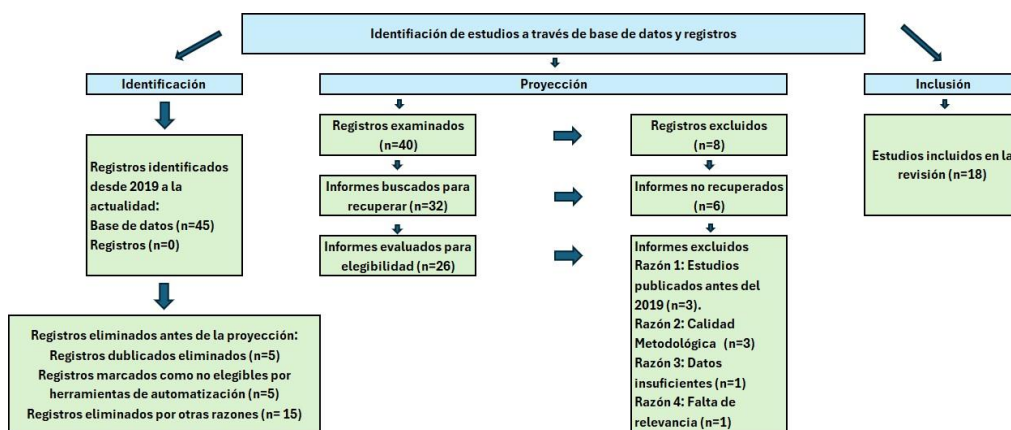 Identifiación de estudios a través de base de datos y registros
Identificación
Proyección
Inclusión
Registros identificados
desde 2019 a la
actualidad:
Base de datos (n=45)
Registros (n=0)
Registros eliminados antes de la proyección:
Registros dublicados eliminados (n=5)
Registros marcados como no elegibles por
herramientas de automatización (n=5)
Registros eliminados por otras razones (n= 15)
Registros examinados
(n=40)
Registros excluidos
(n=8)
Informes buscados para
recuperar (n=32)
Informes no recuperados
(n=6)
Informes evaluados para
elegibilidad (n=26)
Informes excluidos
Razón 1: Estudios
publicados antes del
2019 (n=3).
Razón 2: Calidad
Metodológica (n=3)
Razón 3: Datos
insuficientes (n=1)
Razón 4: Falta de
relevancia (n=1)
Estudios incluidos en la
revisión (n=18)